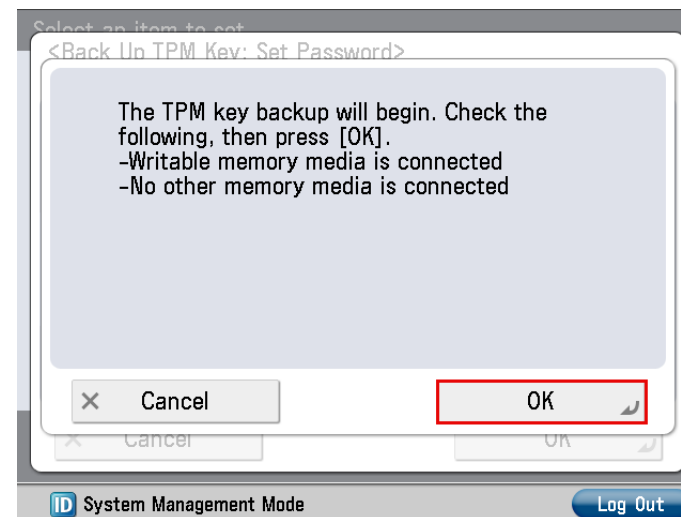 Select an item to set.
<Back Up TPM Key: Set Password>
The TPM key backup will begin. Check the
following, then press [OK].
-Writable memory media is connected
-No other memory media is connected
Cancel
OK
Cancel
OK
ID System Management Mode
Log Out